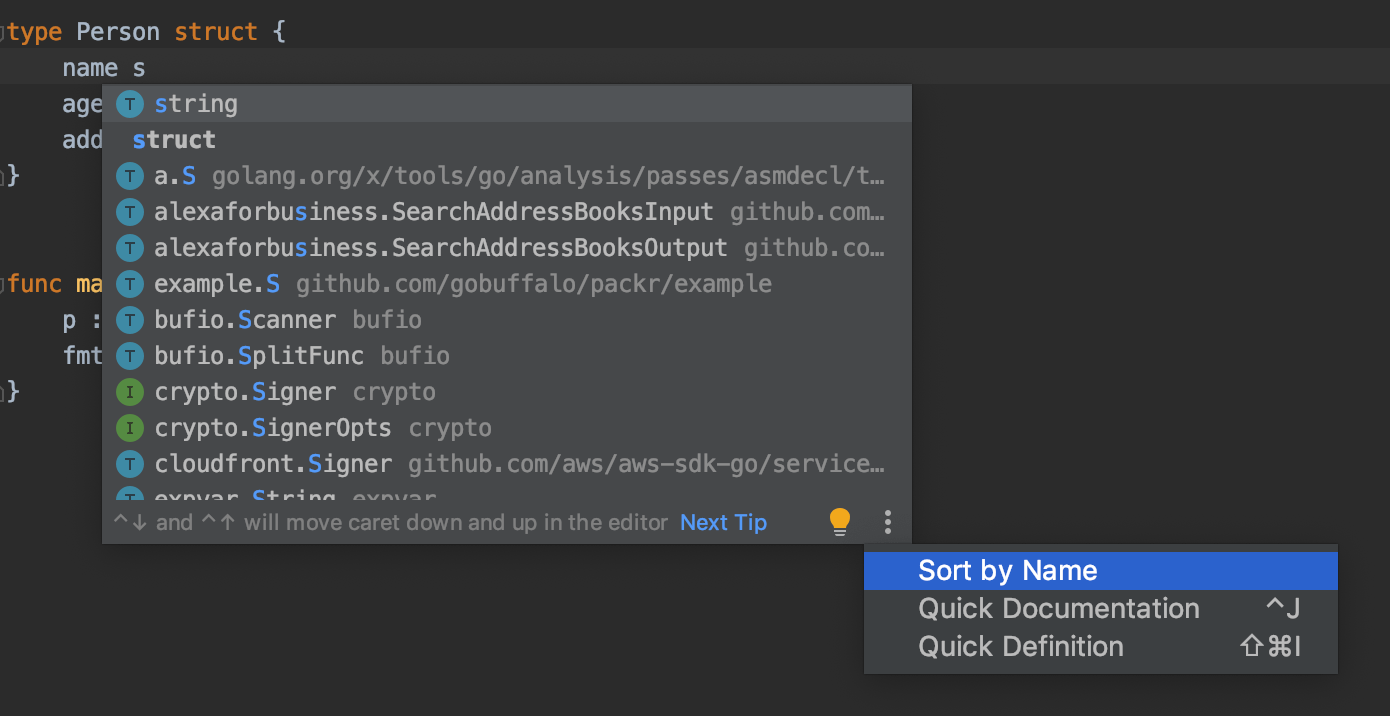 type Person struct {
name s
age
add
}
func ma
p :
fmt
}
T string
struct
T a.S golang.org/x/tools/go/analysis/passes/asmdecl/t…
T alexaforbusiness.SearchAddressBooksInput github.com…
T alexaforbusiness.SearchAddressBooksOutput github.co…
T example.S github.com/gobuffalo/packr/example
T bufio.Scanner bufio
T bufio.SplitFunc bufio
I crypto.Signer crypto
I crypto.SignerOpts crypto
T cloudfront.Signer github.com/aws/aws-sdk-go/service…
T expvar.String expvar
^↓ and ^↑ will move caret down and up in the editor Next Tip
Sort by Name
Quick Documentation ^J
Quick Definition ⇧⌘I